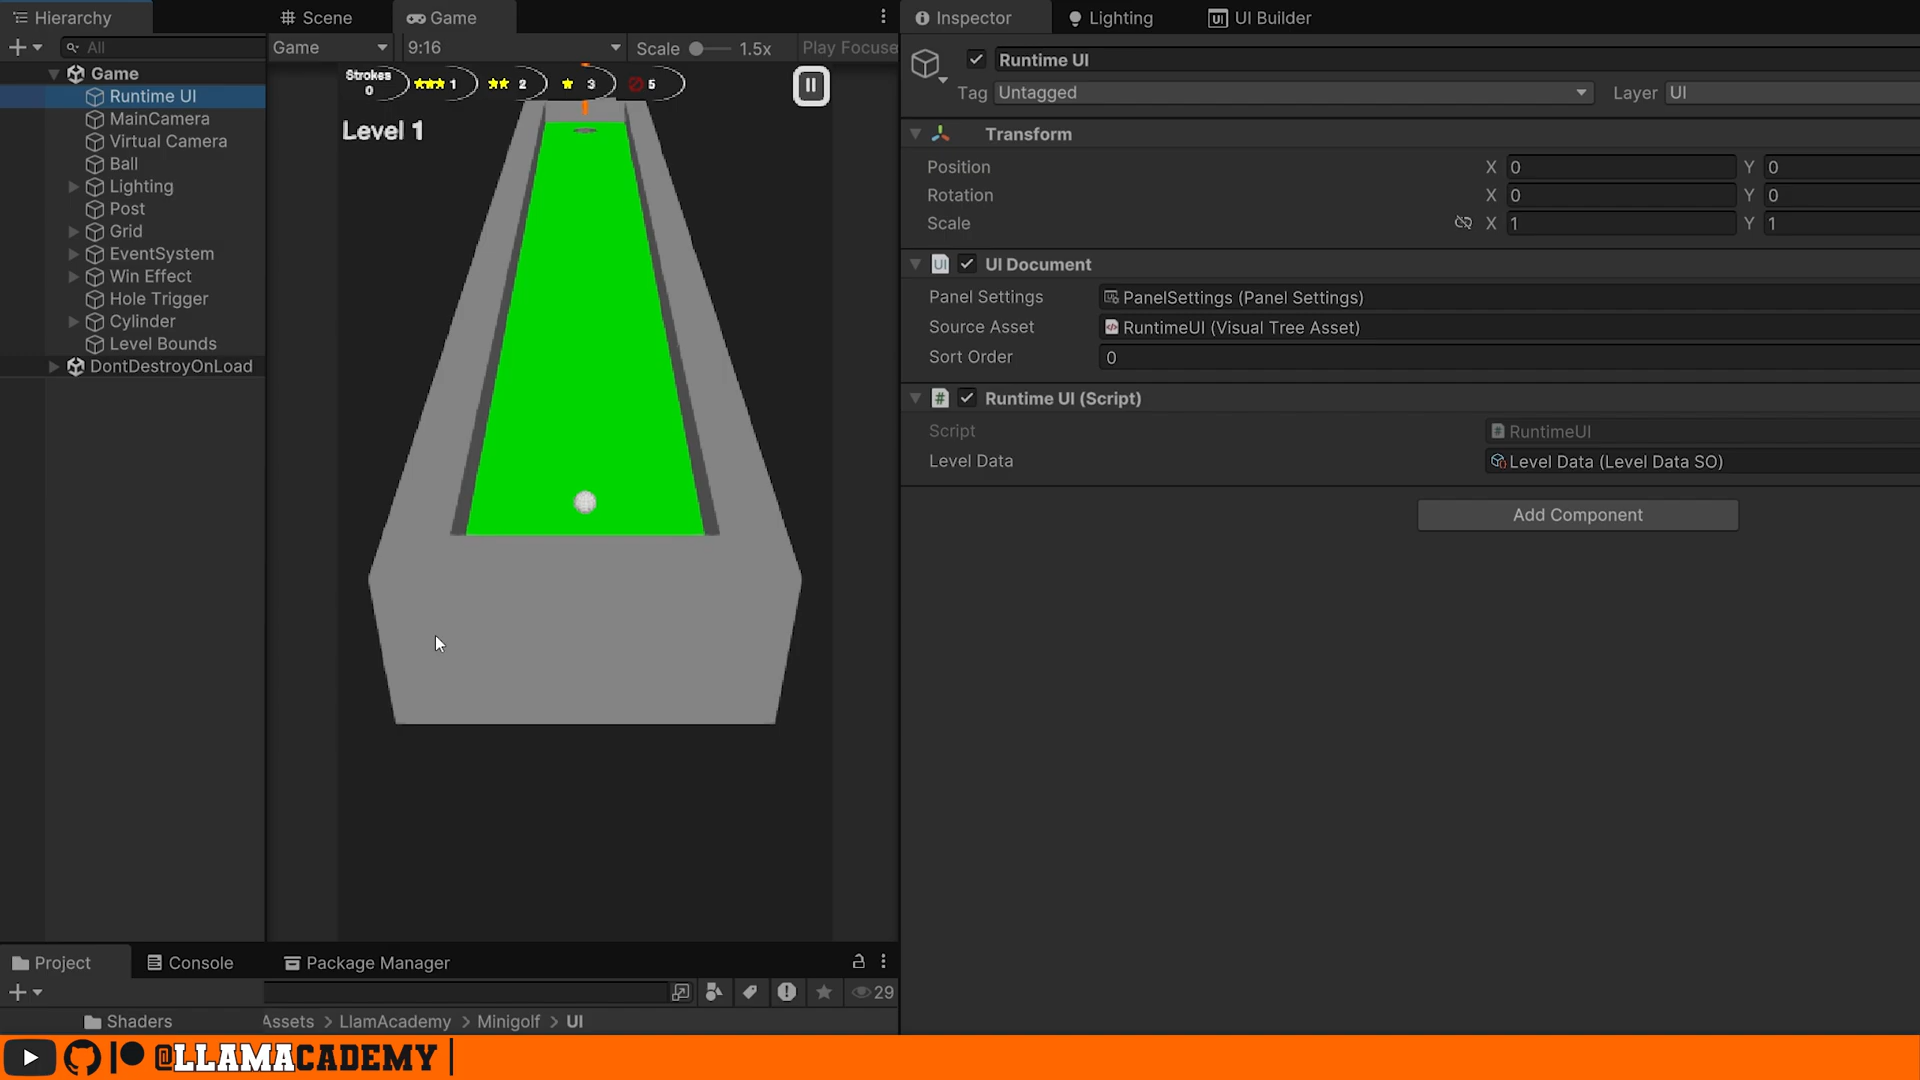 Hierarchy
Scene
Game
Inspector
Lighting
UI Builder
All
Game
9:16
Scale
1.5x
Play Focuse
Runtime UI
Tag
Untagged
Layer
UI
Game
Runtime UI
MainCamera
Virtual Camera
Ball
Lighting
Post
Grid
EventSystem
Win Effect
Hole Trigger
Cylinder
Level Bounds
DontDestroyOnLoad
Strokes
0
1
2
3
5
Level 1
Transform
Position
X
0
Y
0
Rotation
X
0
Y
0
Scale
X
1
Y
1
UI Document
Panel Settings
PanelSettings (Panel Settings)
Source Asset
RuntimeUI (Visual Tree Asset)
Sort Order
0
Runtime UI (Script)
Script
RuntimeUI
Level Data
Level Data (Level Data SO)
Add Component
Project
Console
Package Manager
29
Shaders
Assets > LlamAcademy > Minigolf > UI
@LLAMACADEMY